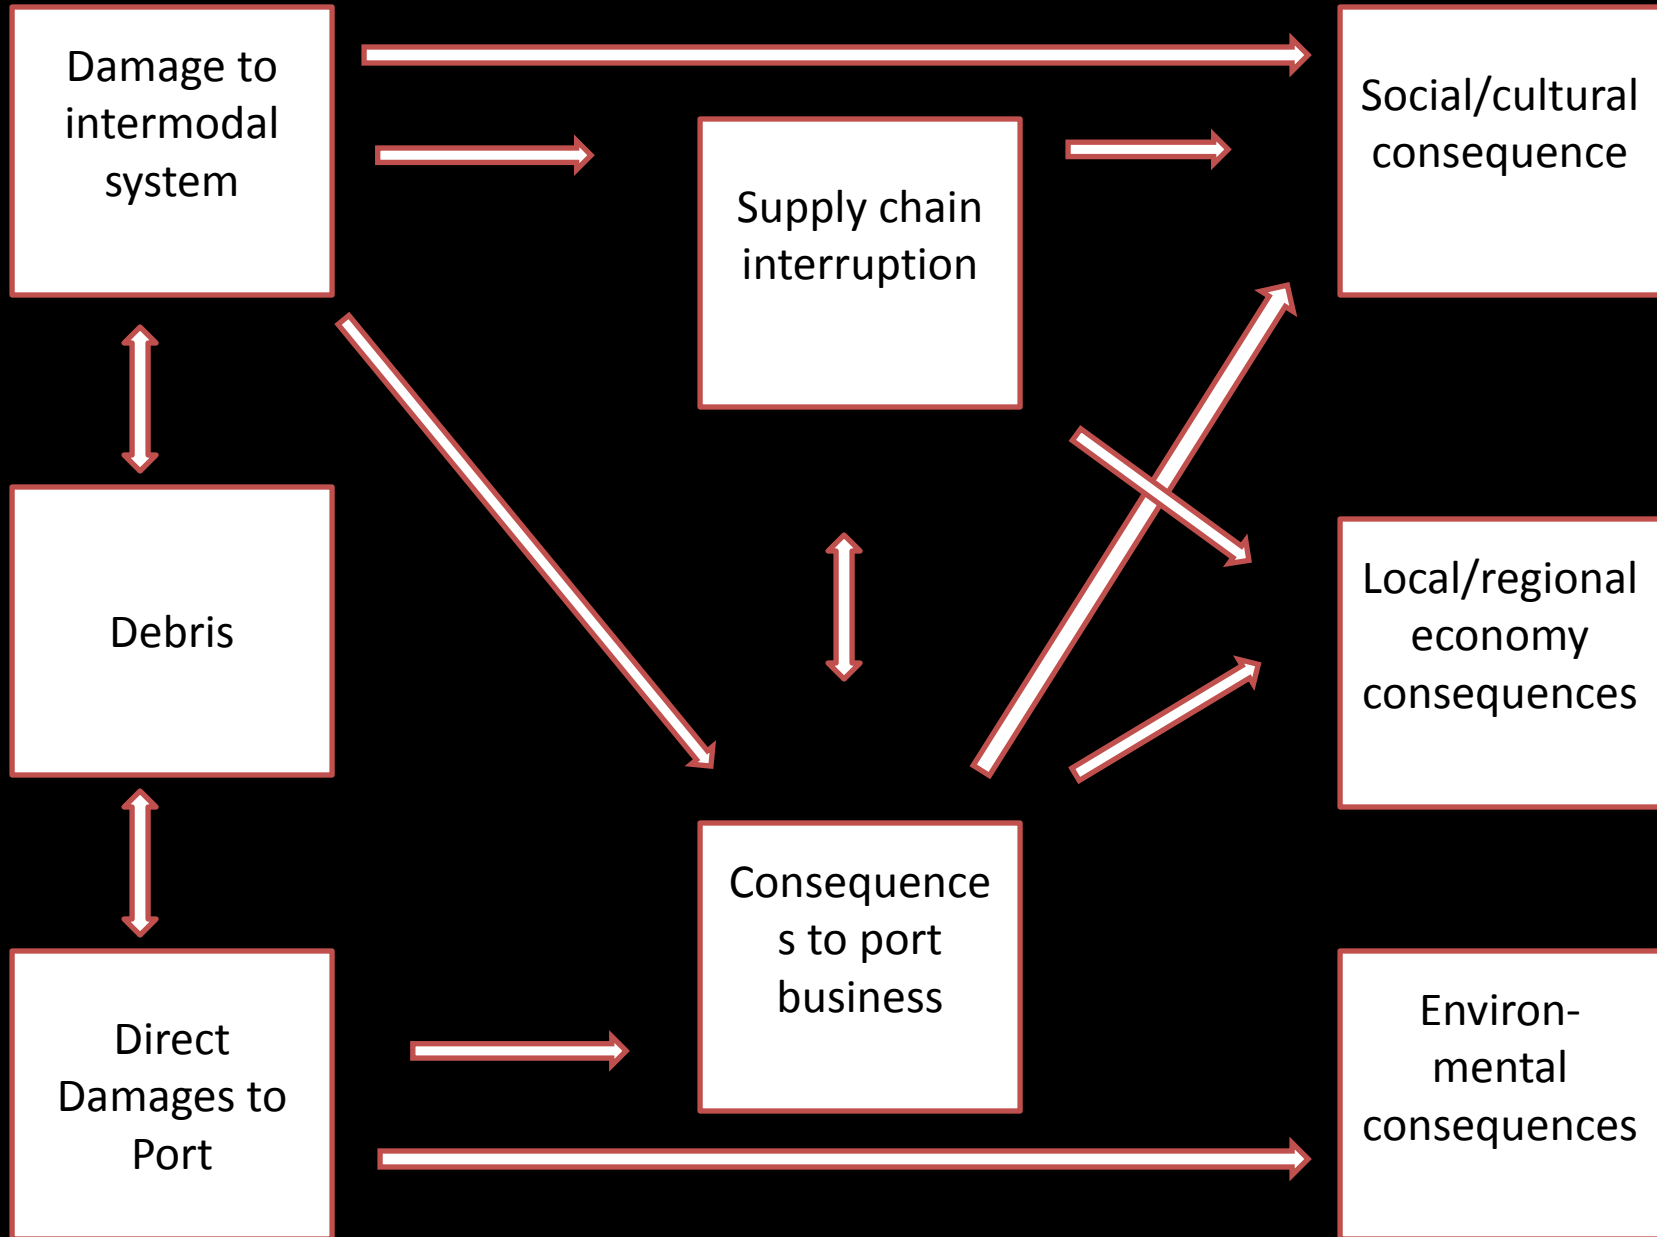 Damage to
intermodal
system
Social/cultural
consequence
Supply chain
interruption
Debris
Local/regional
economy
consequences
Consequence
s to port
business
Direct
Damages to
Port
Environ-
mental
consequences